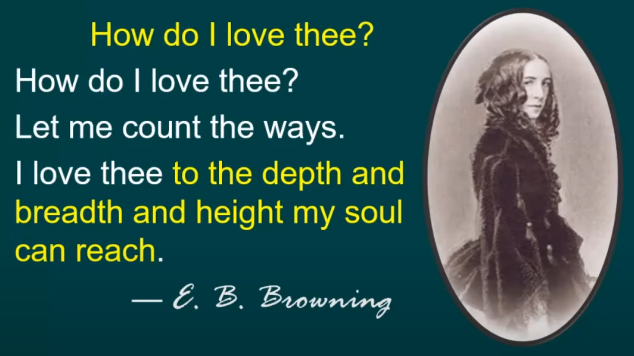 How do I love thee?
How do I love thee?
Let me count the ways.
I love thee to the depth and
breadth and height my soul
can reach.
— E. B. Browning